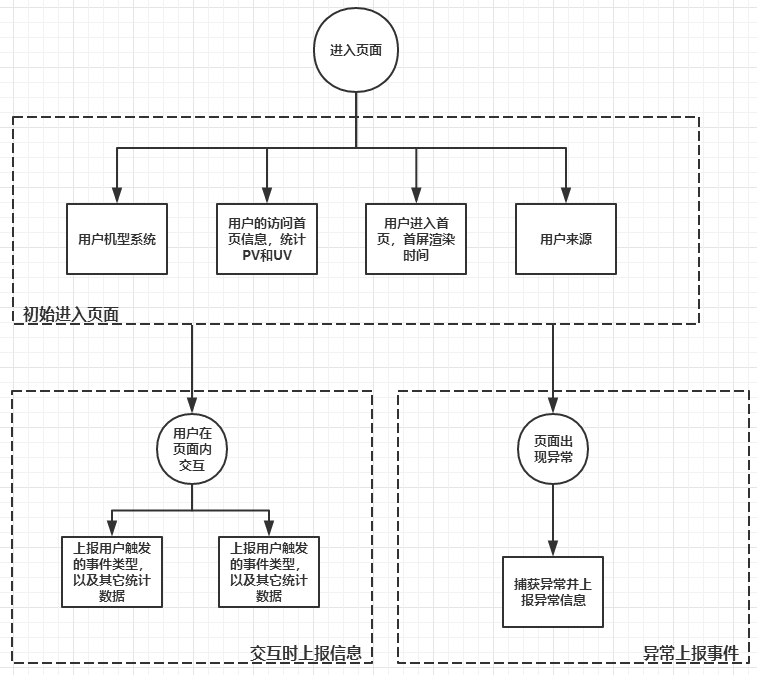 进入页面
用户机型系统
用户的访问首
页信息，统计
PV和UV
用户进入首
页，首屏渲染
时间
用户来源
初始进入页面
用户在
页面内
交互
页面出
现异常
上报用户触发
的事件类型，
以及其它统计
数据
上报用户触发
的事件类型，
以及其它统计
数据
捕获异常并上
报异常信息
交互时上报信息
异常上报事件